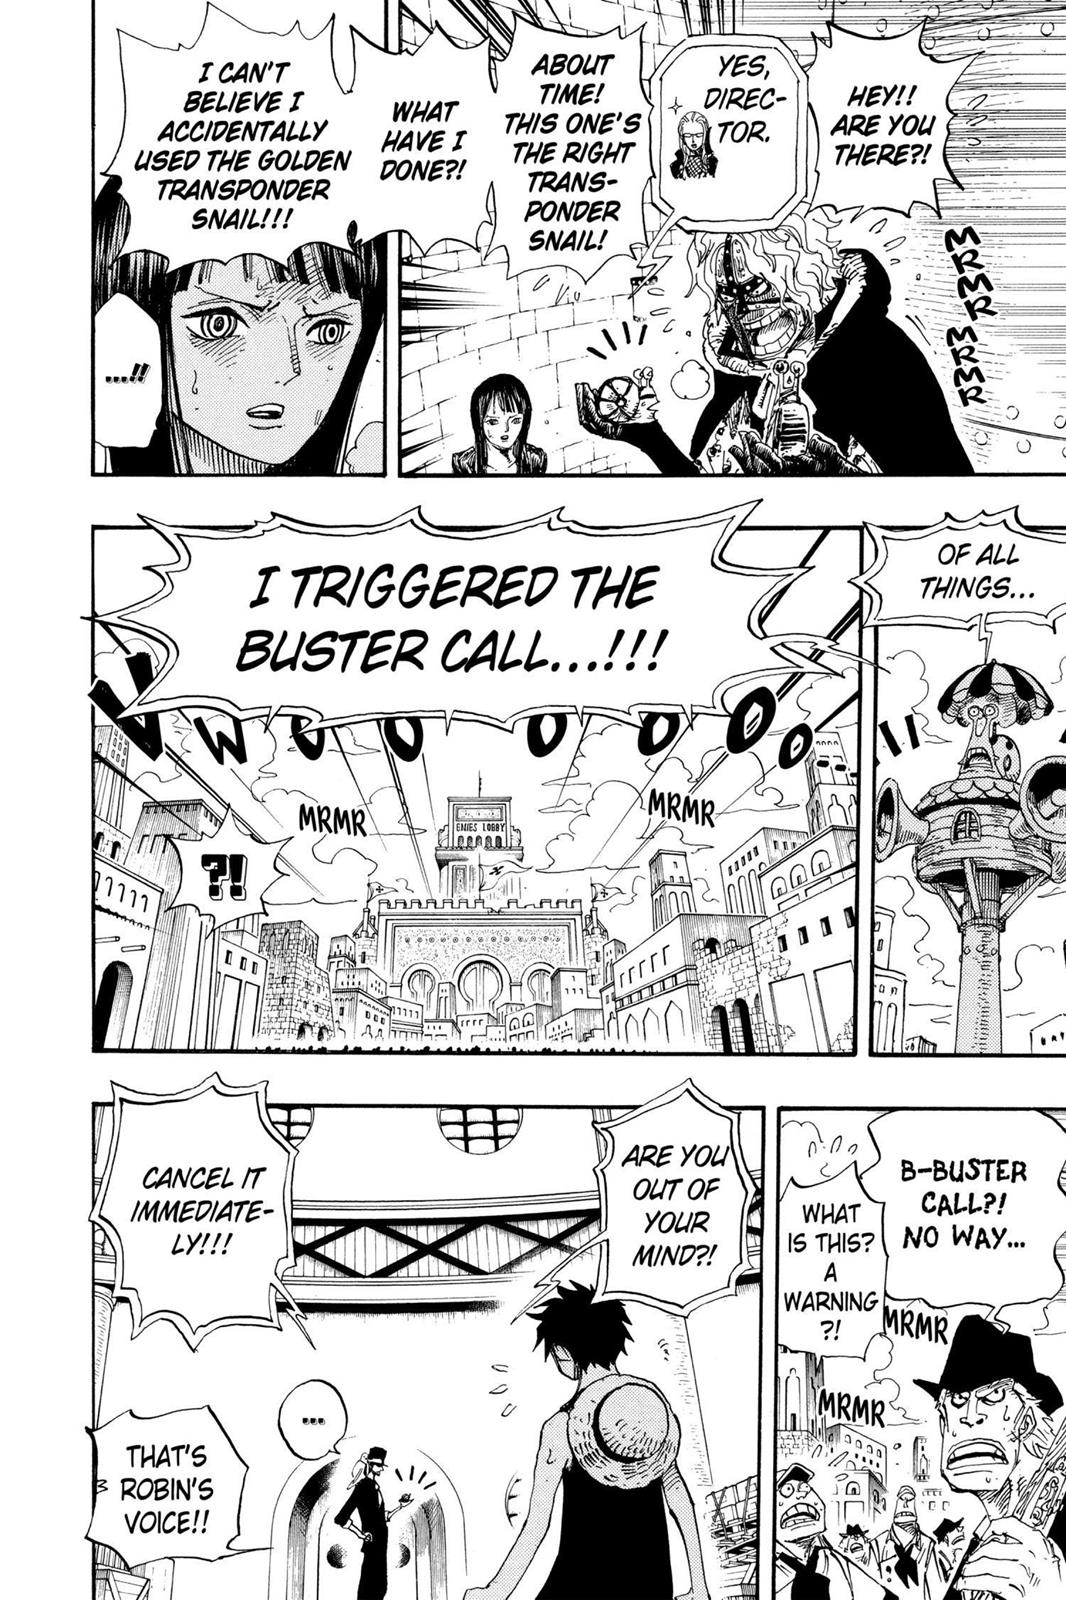 HEY!!
ARE YOU
THERE?!
YES,
DIREC-
TOR.
ABOUT
TIME!
THIS ONE'S
THE RIGHT
TRANS-
PONDER
SNAIL!
MRMR
MRMR
WHAT
HAVE I
DONE?!
I CAN'T
BELIEVE I
ACCIDENTALLY
USED THE GOLDEN
TRANSPONDER
SNAIL!!!
....!!
OF ALL
THINGS...
I TRIGGERED THE
BUSTER CALL...!!!
VWOOOOOO...!!
MRMR
MRMR
ENIES LOBBY
?!
B-BUSTER
CALL?!
NO WAY...
WHAT
IS THIS?
A
WARNING
?!
MRMR
MRMR
ARE YOU
OUT OF
YOUR
MIND?!
CANCEL IT
IMMEDIATE-
LY!!!
...
THAT'S
ROBIN'S
VOICE!!